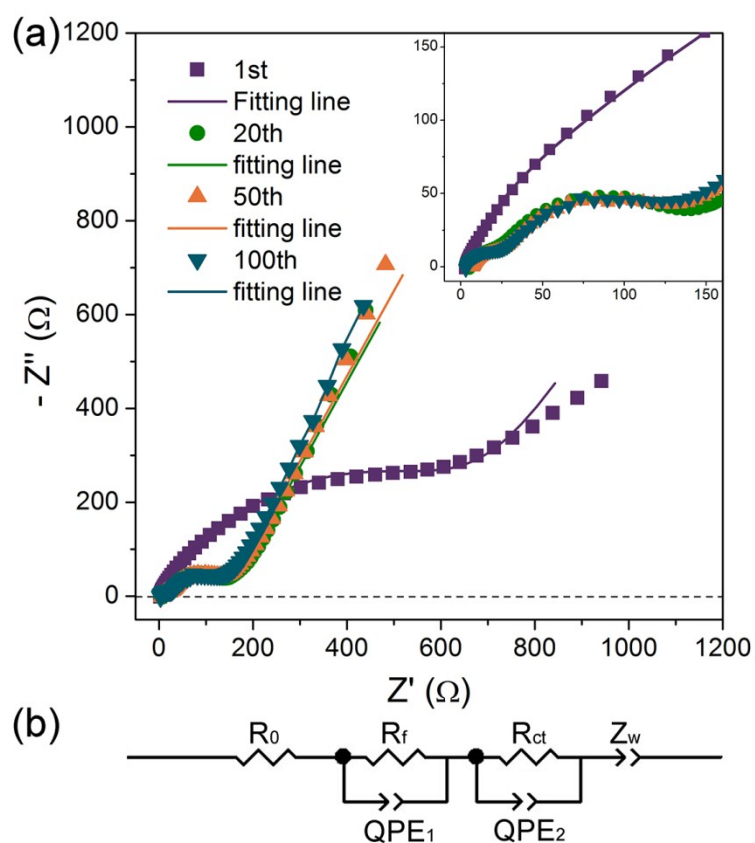 (a)
1st
Fitting line
20th
fitting line
50th
fitting line
100th
fitting line
- Z'' (Ω)
1200
1000
800
600
400
200
0
0 200 400 600 800 1000 1200
Z' (Ω)
150
100
50
0
0 50 100 150
(b)
R0 Rf Rct Zw
QPE1 QPE2